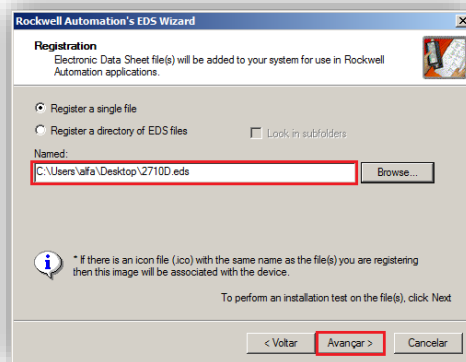 Rockwell Automation's EDS Wizard
Registration
Electronic Data Sheet file(s) will be added to your system for use in Rockwell
Automation applications.
Register a single file
Register a directory of EDS files
Look in subfolders
Named:
C:\Users\alfa\Desktop\2710D.eds
Browse...
* If there is an icon file (.ico) with the same name as the file(s) you are registering
then this image will be associated with the device.
To perform an installation test on the file(s), click Next
< Voltar
Avançar >
Cancelar